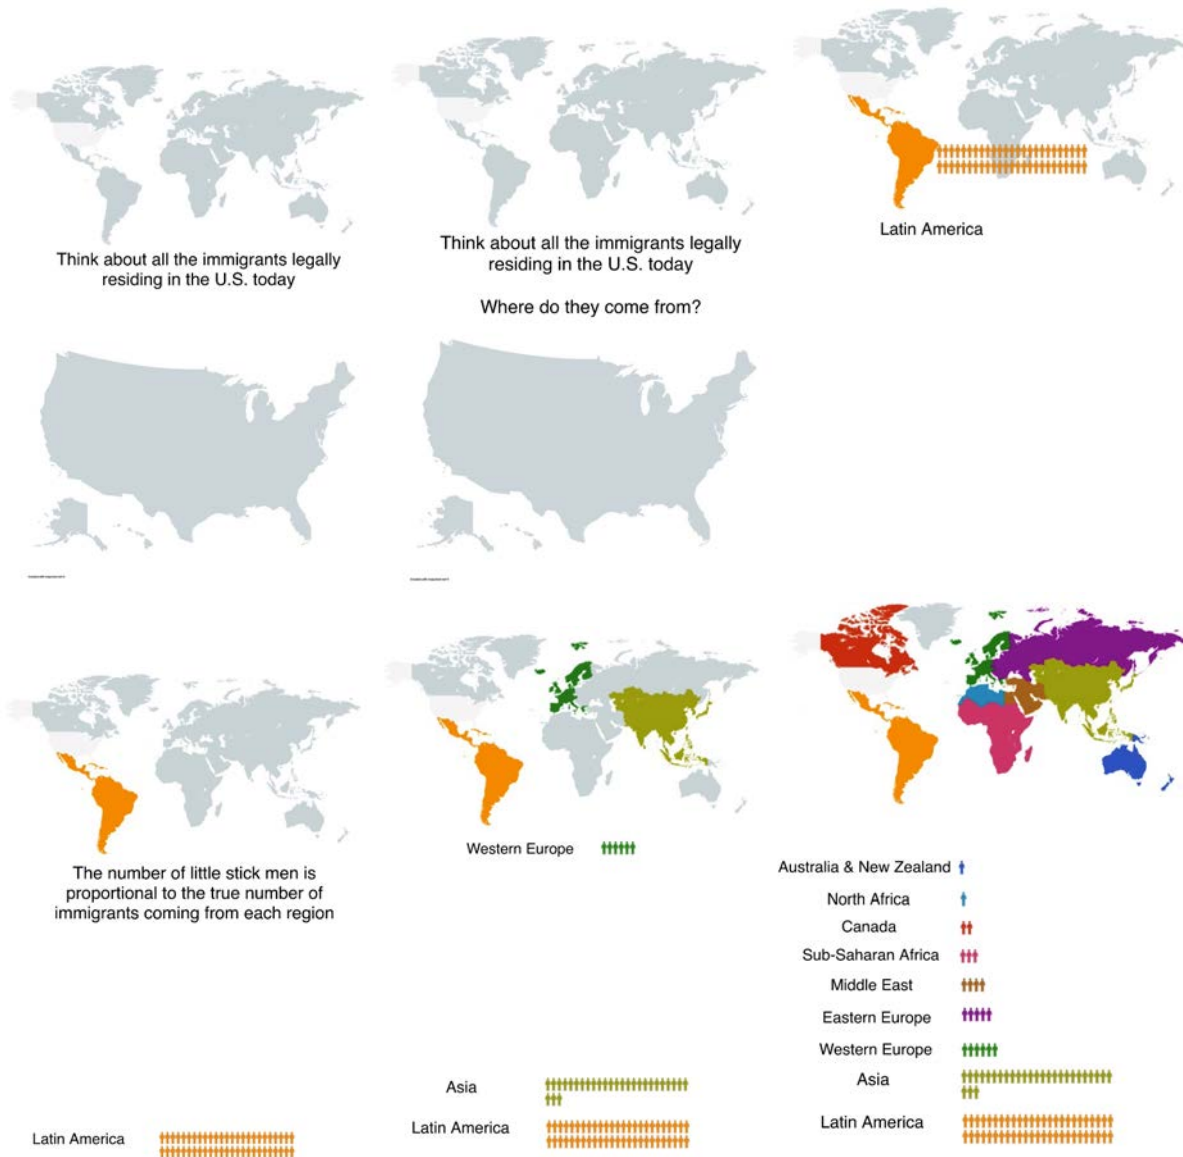 Think about all the immigrants legally
residing in the U.S. today
Think about all the immigrants legally
residing in the U.S. today
Where do they come from?
Latin America
The number of little stick men is
proportional to the true number of
immigrants coming from each region
Latin America
Western Europe
Asia
Latin America
Australia & New Zealand
North Africa
Canada
Sub-Saharan Africa
Middle East
Eastern Europe
Western Europe
Asia
Latin America